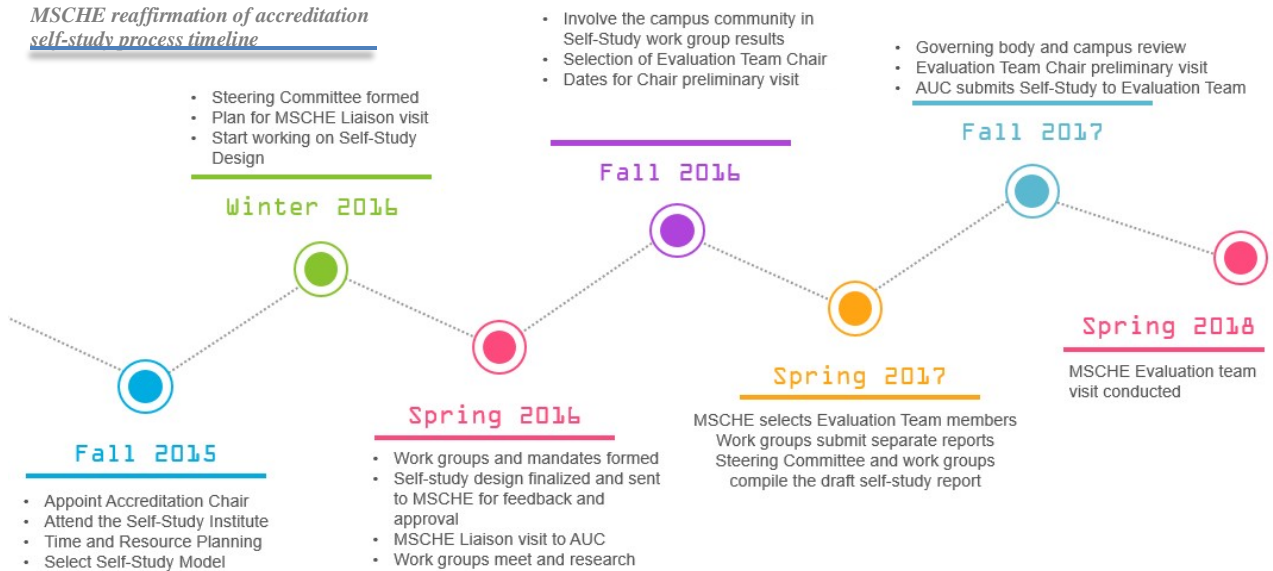 MSCHE reaffirmation of accreditation
self-study process timeline
Fall 2015
• Appoint Accreditation Chair
• Attend the Self-Study Institute
• Time and Resource Planning
• Select Self-Study Model
• Steering Committee formed
• Plan for MSCHE Liaison visit
• Start working on Self-Study
Design
Winter 2016
Spring 2016
• Work groups and mandates formed
• Self-study design finalized and sent
to MSCHE for feedback and
approval
• MSCHE Liaison visit to AUC
• Work groups meet and research
• Involve the campus community in
Self-Study work group results
• Selection of Evaluation Team Chair
• Dates for Chair preliminary visit
Fall 2016
Spring 2017
MSCHE selects Evaluation Team members
Work groups submit separate reports
Steering Committee and work groups
compile the draft self-study report
• Governing body and campus review
• Evaluation Team Chair preliminary visit
• AUC submits Self-Study to Evaluation Team
Fall 2017
Spring 2018
MSCHE Evaluation team
visit conducted